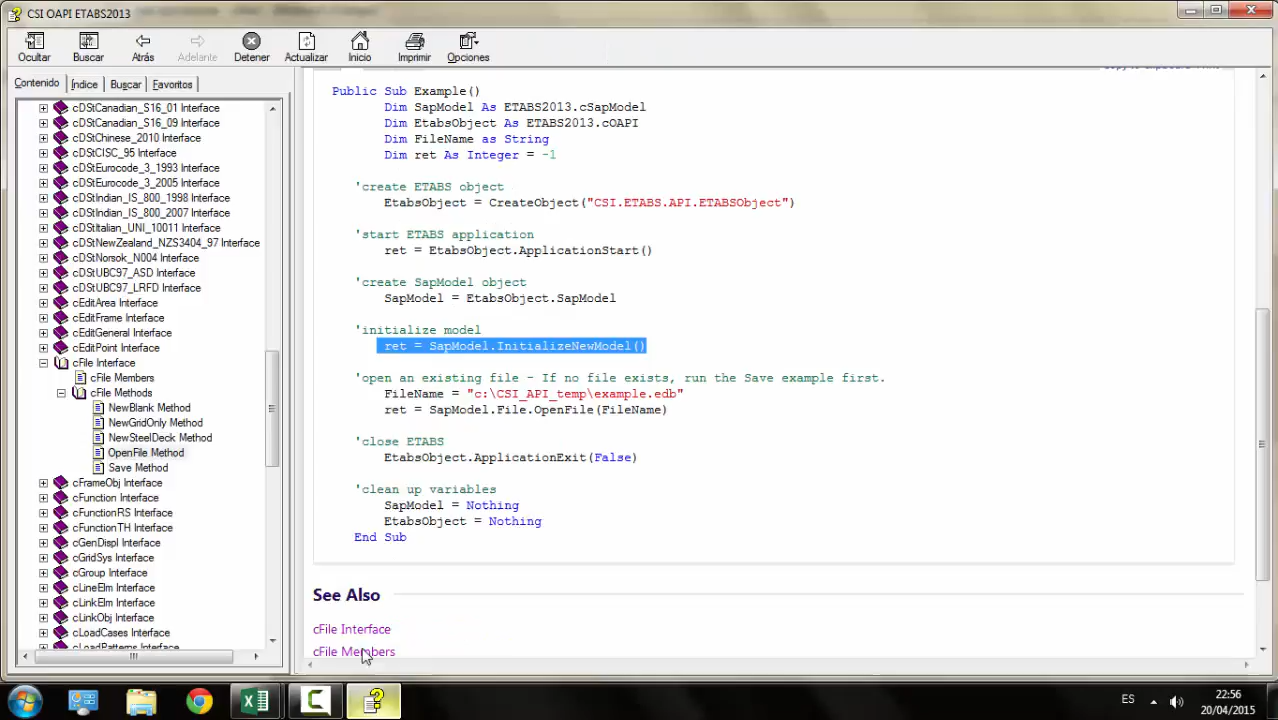 CSI OAPI ETABS2013
Ocultar
Buscar
Atrás
Adelante
Detener
Actualizar
Inicio
Imprimir
Opciones
Contenido
Índice
Buscar
Favoritos
cDStCanadian_S16_01 Interface
cDStCanadian_S16_09 Interface
cDStChinese_2010 Interface
cDStCISC_95 Interface
cDStEurocode_3_1993 Interface
cDStEurocode_3_2005 Interface
cDStIndian_IS_800_1998 Interface
cDStIndian_IS_800_2007 Interface
cDStItalian_UNI_10011 Interface
cDStNewZealand_NZS3404_97 Interface
cDStNorsok_N004 Interface
cDStUBC97_ASD Interface
cDStUBC97_LRFD Interface
cEditArea Interface
cEditFrame Interface
cEditGeneral Interface
cEditPoint Interface
cFile Interface
cFile Members
cFile Methods
NewBlank Method
NewGridOnly Method
NewSteelDeck Method
OpenFile Method
Save Method
cFrameObj Interface
cFunction Interface
cFunctionRS Interface
cFunctionTH Interface
cGenDispl Interface
cGridSys Interface
cGroup Interface
cLineElm Interface
cLinkElm Interface
cLinkObj Interface
cLoadCases Interface
cLoadPatterns Interface
Public Sub Example()
Dim SapModel As ETABS2013.cSapModel
Dim EtabsObject As ETABS2013.cOAPI
Dim FileName as String
Dim ret As Integer = -1
'create ETABS object
EtabsObject = CreateObject("CSI.ETABS.API.ETABSObject")
'start ETABS application
ret = EtabsObject.ApplicationStart()
'create SapModel object
SapModel = EtabsObject.SapModel
'initialize model
ret = SapModel.InitializeNewModel()
'open an existing file - If no file exists, run the Save example first.
FileName = "c:\CSI_API_temp\example.edb"
ret = SapModel.File.OpenFile(FileName)
'close ETABS
EtabsObject.ApplicationExit(False)
'clean up variables
SapModel = Nothing
EtabsObject = Nothing
End Sub
See Also
cFile Interface
cFile Members
ES
22:56
20/04/2015